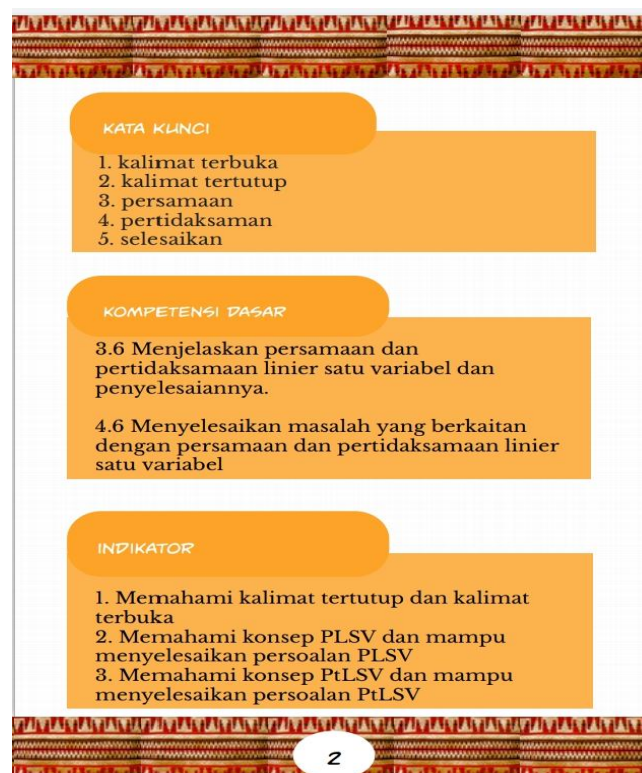 KATA KUNCI
1. kalimat terbuka
2. kalimat tertutup
3. persamaan
4. pertidaksaman
5. selesaikan
KOMPETENSI DASAR
3.6 Menjelaskan persamaan dan
pertidaksamaan linier satu variabel dan
penyelesaiannya.
4.6 Menyelesaikan masalah yang berkaitan
dengan persamaan dan pertidaksamaan linier
satu variabel
INDIKATOR
1. Memahami kalimat tertutup dan kalimat
terbuka
2. Memahami konsep PLSV dan mampu
menyelesaikan persoalan PLSV
3. Memahami konsep PtLSV dan mampu
menyelesaikan persoalan PtLSV
2